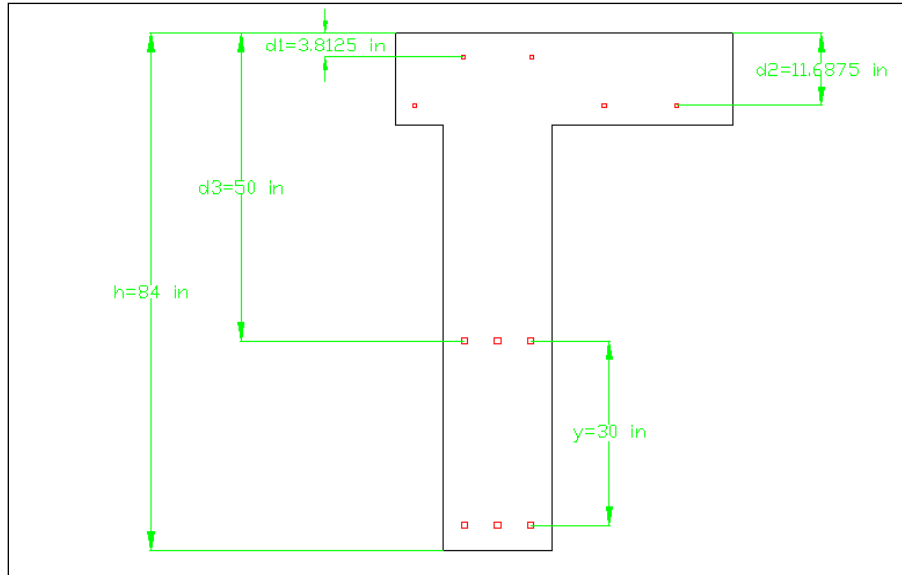 d1=3.8125 in
d2=11.6875 in
d3=50 in
h=84 in
y=30 in